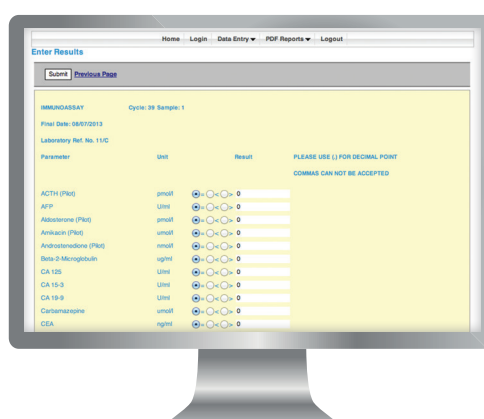 Home Login Data Entry ▾ PDF Reports ▾ Logout
Enter Results
Submit Previous Page
IMMUNOASSAY Cycle: 39 Sample: 1
Final Date: 08/07/2013
Laboratory Ref. No. 11/C
Parameter Unit Result PLEASE USE (.) FOR DECIMAL POINT
COMMAS CAN NOT BE ACCEPTED
ACTH (Pilot) pmol/l = < > 0
AFP U/ml = < > 0
Aldosterone (Pilot) pmol/l = < > 0
Amikacin (Pilot) umol/l = < > 0
Androstenedione (Pilot) nmol/l = < > 0
Beta-2-Microglobulin ug/ml = < > 0
CA 125 U/ml = < > 0
CA 15-3 U/ml = < > 0
CA 19-9 U/ml = < > 0
Carbamazepine umol/l = < > 0
CEA ng/ml = < > 0